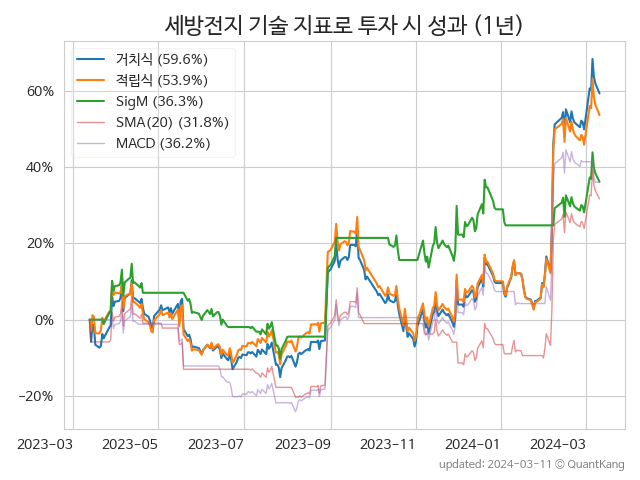 세방전지 기술 지표로 투자 시 성과 (1년)
거치식 (59.6%)
적립식 (53.9%)
SigM (36.3%)
SMA(20) (31.8%)
MACD (36.2%)
60%
40%
20%
0%
−20%
2023−03 2023−05 2023−07 2023−09 2023−11 2024−01 2024−03
updated: 2024−03−11 © QuantKang